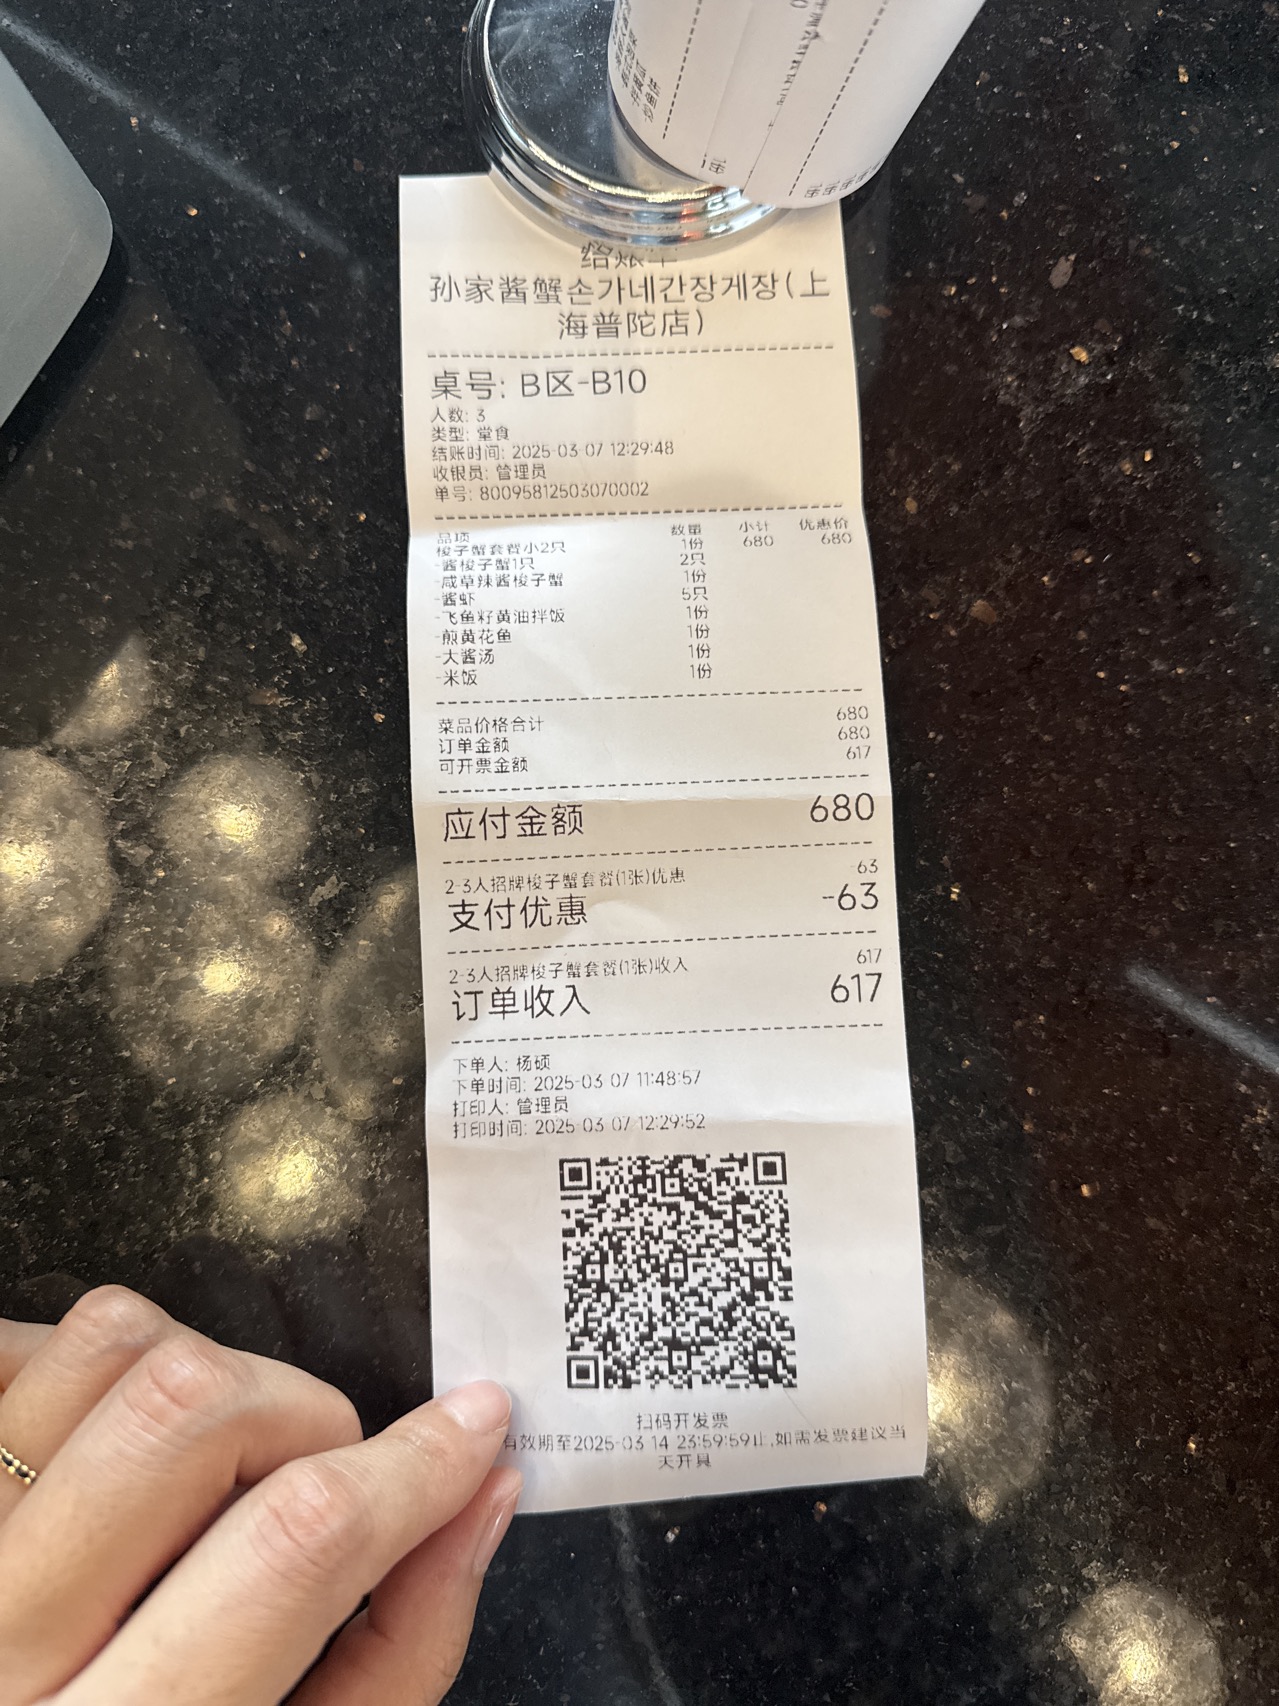 结账单
孙家酱蟹손가네간장게장(上
海普陀店)
桌号: B区-B10
人数: 3
类型: 堂食
结账时间: 2025-03-07 12:29:48
收银员: 管理员
单号: 80095812503070002
品项 数量 小计 优惠价
梭子蟹套餐小2只 1份 680 680
-酱梭子蟹1只 2只
-咸草辣酱梭子蟹 1份
-酱虾 5只
-飞鱼籽黄油拌饭 1份
-煎黄花鱼 1份
-大酱汤 1份
-米饭 1份
菜品价格合计 680
订单金额 680
可开票金额 617
应付金额 680
2-3人招牌梭子蟹套餐(1张)优惠 -63
支付优惠 -63
2-3人招牌梭子蟹套餐(1张)收入 617
订单收入 617
下单人: 杨硕
下单时间: 2025-03-07 11:48:57
打印人: 管理员
打印时间: 2025-03-07 12:29:52
扫码开发票
有效期至2025-03-14 23:59:59止,如需发票建议当
天开具